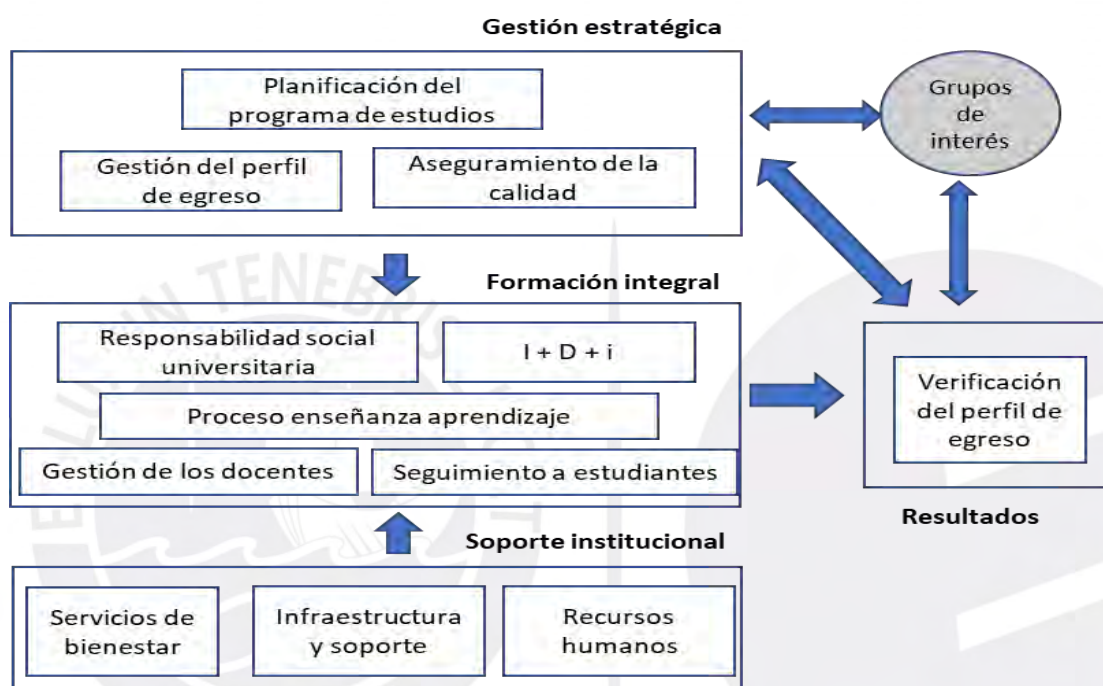 Gestión estratégica
Planificación del
programa de estudios
Gestión del perfil
de egreso
Aseguramiento de la
calidad
Grupos
de
interés
Formación integral
Responsabilidad social
universitaria
I + D + i
Proceso enseñanza aprendizaje
Gestión de los docentes
Seguimiento a estudiantes
Verificación
del perfil de
egreso
Resultados
Soporte institucional
Servicios de
bienestar
Infraestructura
y soporte
Recursos
humanos
TENEBRIS